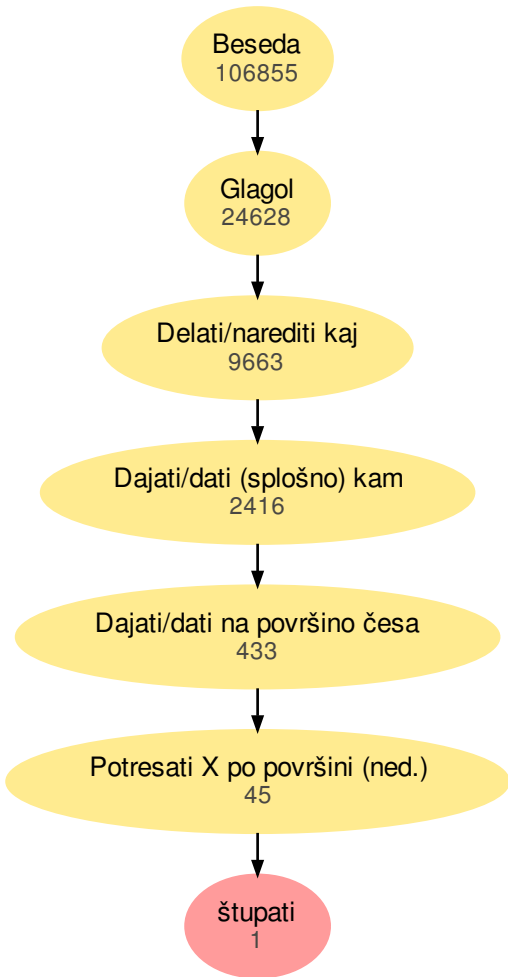 Beseda
106855
Glagol
24628
Delati/narediti kaj
9663
Dajati/dati (splošno) kam
2416
Dajati/dati na površino česa
433
Potresati X po površini (ned.)
45
štupati
1